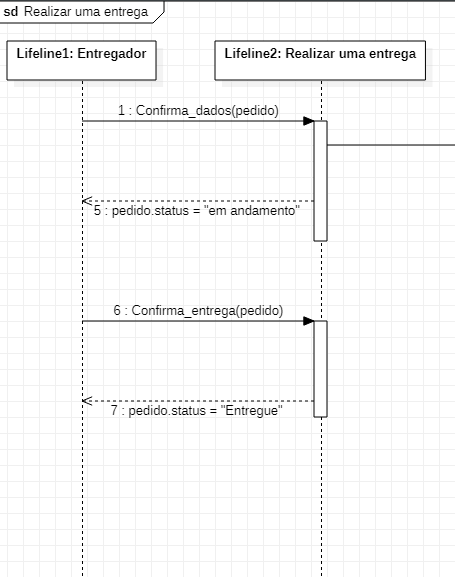 sd Realizar uma entrega
Lifeline1: Entregador
Lifeline2: Realizar uma entrega
1 : Confirma_dados(pedido)
5 : pedido.status = "em andamento"
6 : Confirma_entrega(pedido)
7 : pedido.status = "Entregue"